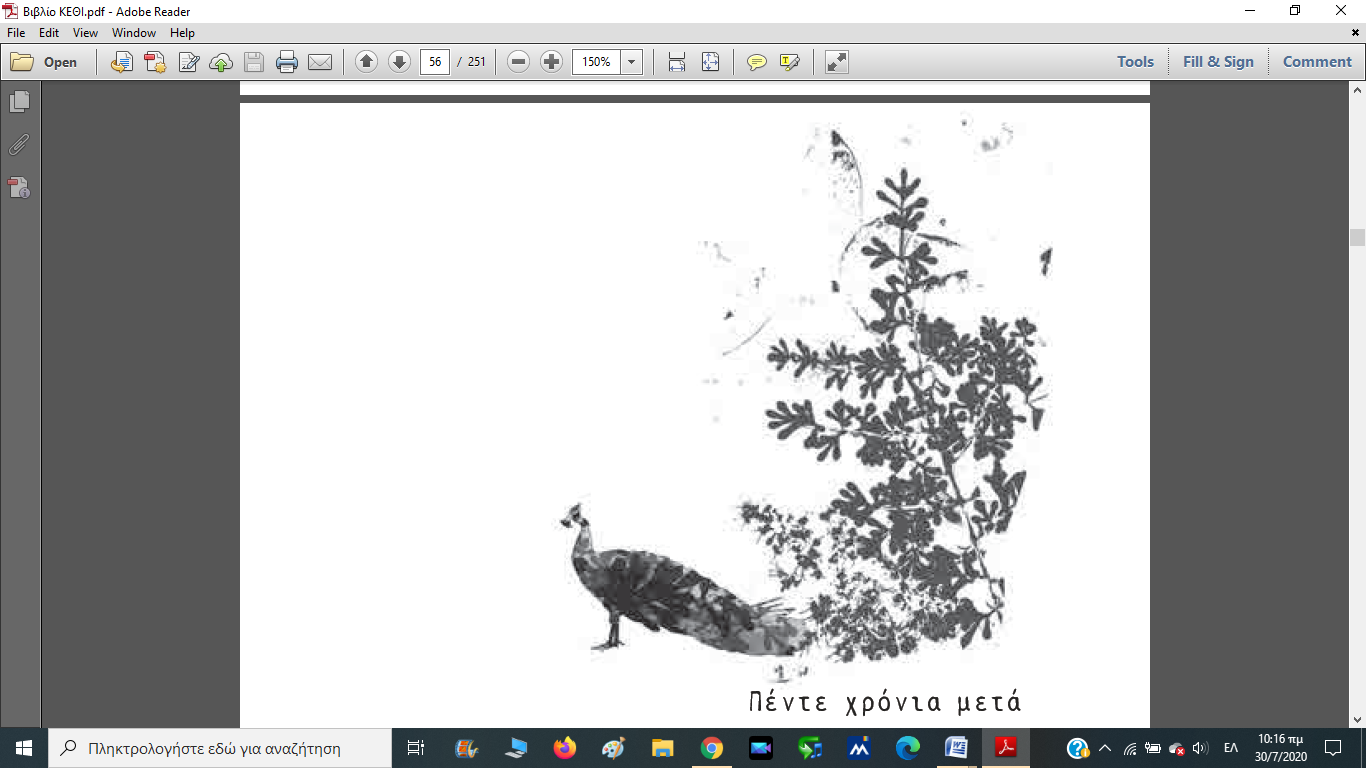 Βιβλίο ΚΕΘΙ.pdf - Adobe Reader
File Edit View Window Help
Open 56 / 251 150% Tools Fill & Sign Comment
Πέντε χρόνια μετά
Πληκτρολογήστε εδώ για αναζήτηση
ΕΛ
10:16 πμ
30/7/2020